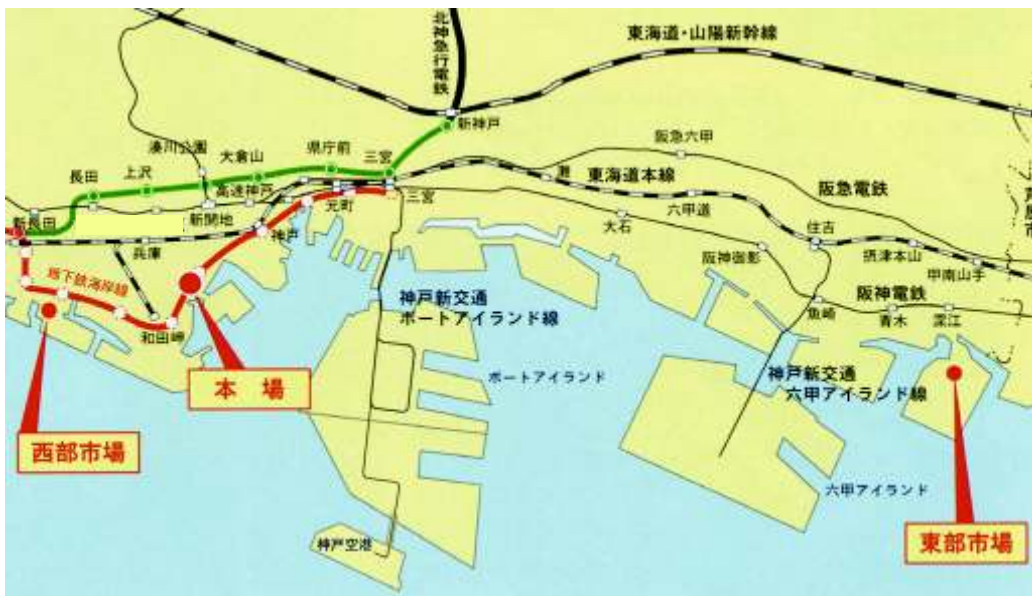 北神急行電鉄
東海道・山陽新幹線
新神戸
阪急六甲
県庁前
三宮
湊川公園
大倉山
上沢
長田
灘
東海道本線
阪急電鉄
高速神戸
三宮
元町
六甲道
新開地
新長田
大石
住吉
神戸
兵庫
摂津本山
阪神御影
甲南山手
地下鉄海岸線
神戸新交通
ポートアイランド線
阪神電鉄
魚崎
青木
深江
和田岬
本場
ポートアイランド
神戸新交通
六甲アイランド線
西部市場
六甲アイランド
東部市場
神戸空港